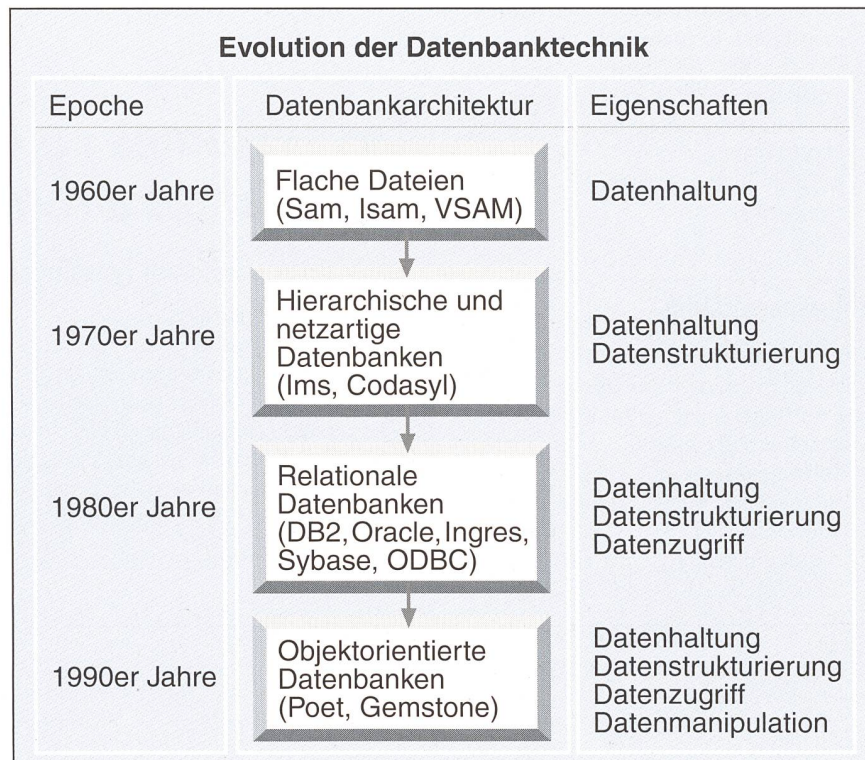 Evolution der Datenbanktechnik
Epoche
Datenbankarchitektur
Eigenschaften
1960er Jahre
Flache Dateien
(Sam, Isam, VSAM)
Datenhaltung
1970er Jahre
Hierarchische und
netzartige
Datenbanken
(Ims, Codasyl)
Datenhaltung
Datenstrukturierung
1980er Jahre
Relationale
Datenbanken
(DB2, Oracle, Ingres,
Sybase, ODBC)
Datenhaltung
Datenstrukturierung
Datenzugriff
1990er Jahre
Objektorientierte
Datenbanken
(Poet, Gemstone)
Datenhaltung
Datenstrukturierung
Datenzugriff
Datenmanipulation